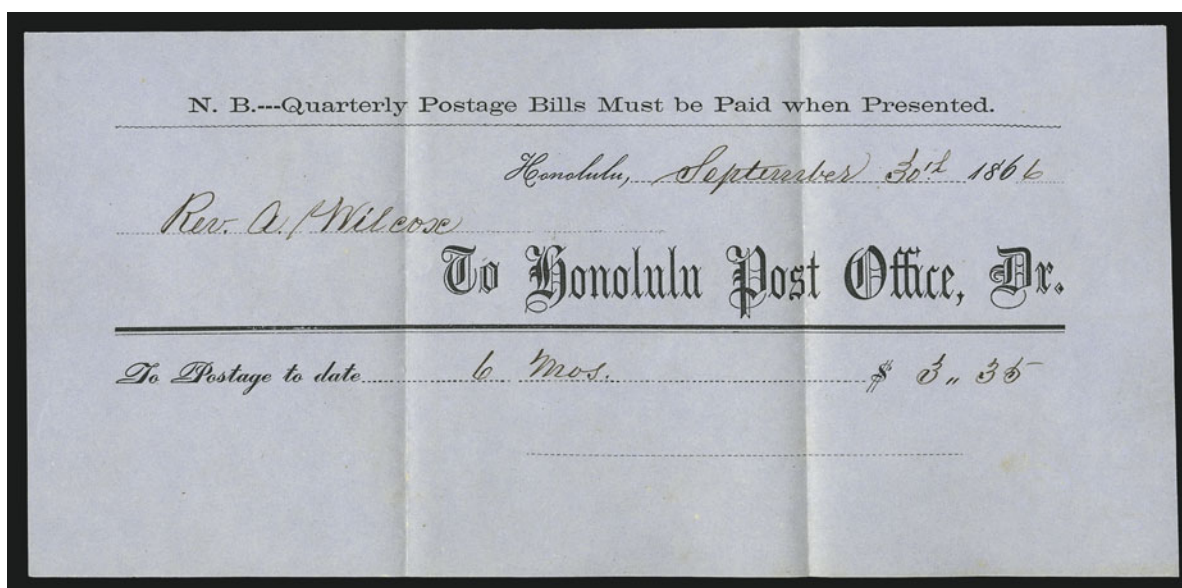 N. B.---Quarterly Postage Bills Must be Paid when Presented.
Honolulu, September 30th 1866
Rev. A. Wilcox
To Honolulu Post Office, Dr.
To Postage to date 6 Mos. $ 3,, 35